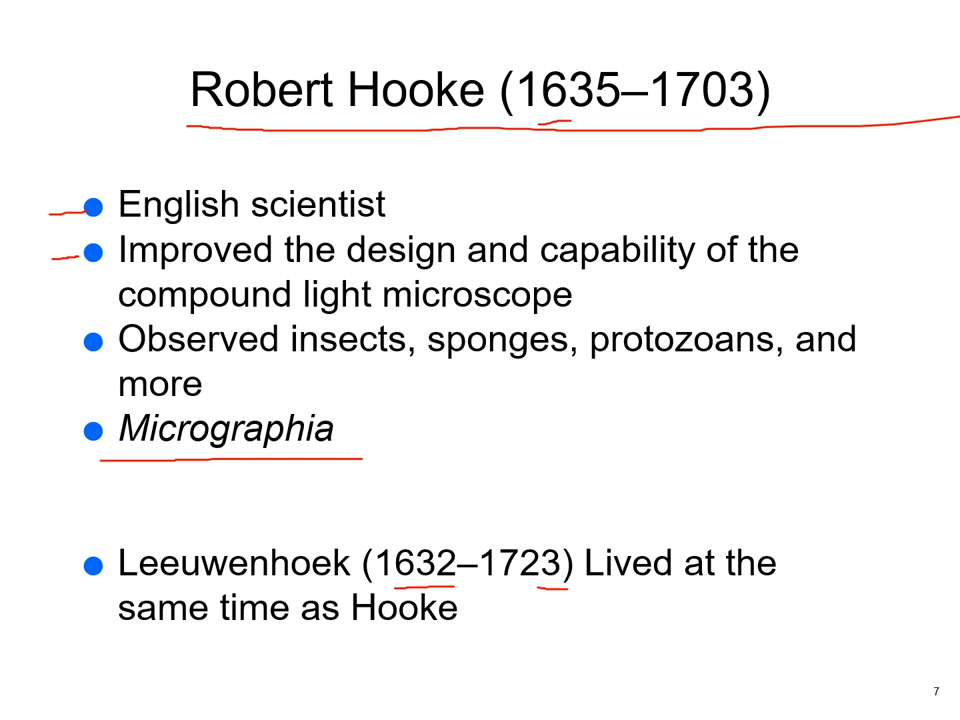 Robert Hooke (1635–1703)
● English scientist
● Improved the design and capability of the
compound light microscope
● Observed insects, sponges, protozoans, and
more
● Micrographia
● Leeuwenhoek (1632–1723) Lived at the
same time as Hooke
7